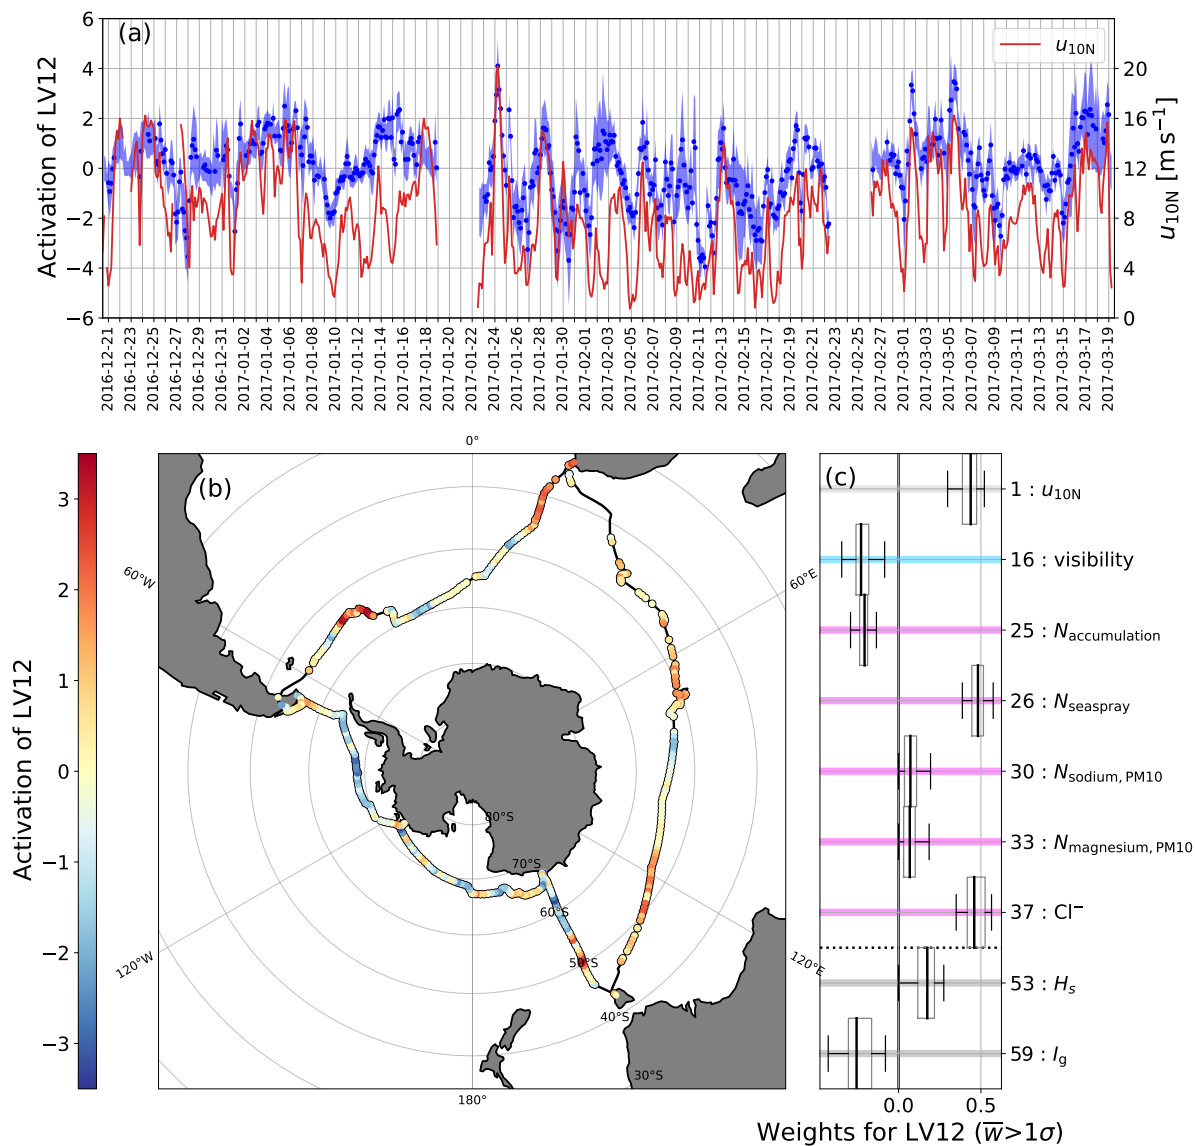 (a)
u10N
6
4
2
0
−2
−4
−6
Activation of LV12
20
16
12
8
4
0
u10N [m s−1]
2016-12-21
2016-12-23
2016-12-25
2016-12-27
2016-12-29
2016-12-31
2017-01-02
2017-01-04
2017-01-06
2017-01-08
2017-01-10
2017-01-12
2017-01-14
2017-01-16
2017-01-18
2017-01-20
2017-01-22
2017-01-24
2017-01-26
2017-01-28
2017-01-30
2017-02-01
2017-02-03
2017-02-05
2017-02-07
2017-02-09
2017-02-11
2017-02-13
2017-02-15
2017-02-17
2017-02-19
2017-02-21
2017-02-23
2017-02-25
2017-02-27
2017-03-01
2017-03-03
2017-03-05
2017-03-07
2017-03-09
2017-03-11
2017-03-13
2017-03-15
2017-03-17
2017-03-19
3
2
1
0
−1
−2
−3
Activation of LV12
(b)
0°
60°W
60°E
120°W
120°E
180°
80°S
70°S
60°S
50°S
40°S
30°S
(c)
1 : u10N
16 : visibility
25 : Naccumulation
26 : Nseaspray
30 : Nsodium, PM10
33 : Nmagnesium, PM10
37 : Cl−
53 : Hs
59 : Ig
0.0
0.5
Weights for LV12 (w̅>1σ)